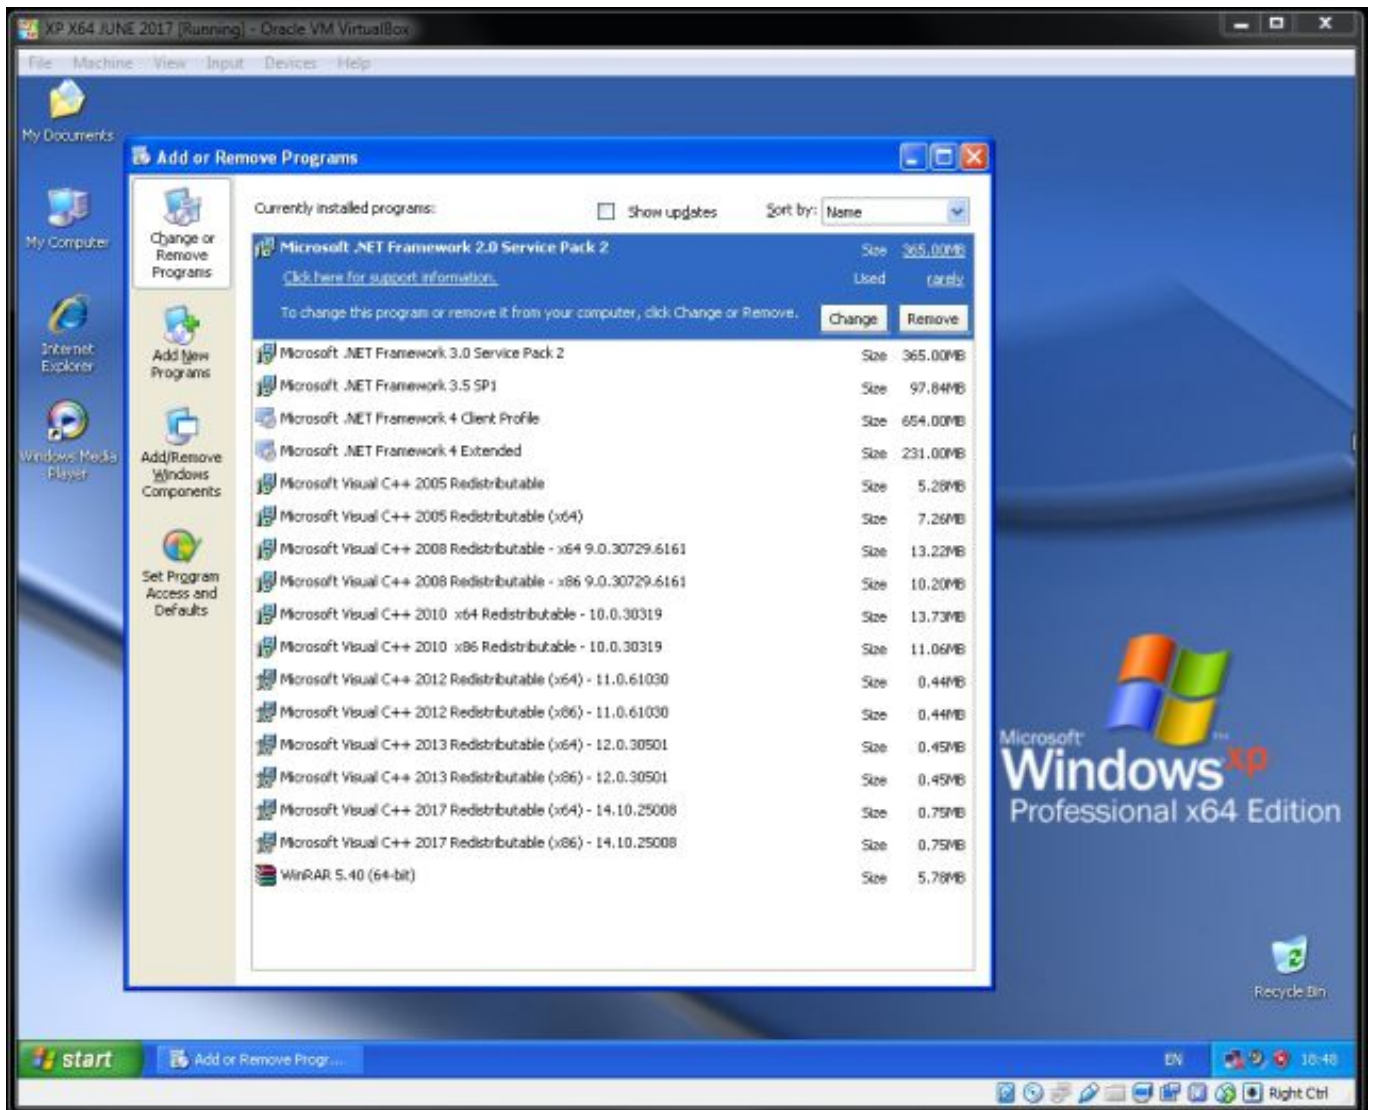 XP X64 JUNE 2017 [Running] - Oracle VM VirtualBox
File Machine View Input Devices Help
My Documents
My Computer
Internet Explorer
Windows Media Player
Add or Remove Programs
Change or Remove Programs
Add New Programs
Add/Remove Windows Components
Set Program Access and Defaults
Currently installed programs: Show updates Sort by: Name
Microsoft .NET Framework 2.0 Service Pack 2 Size 365.00MB
Click here for support information. Used rarely
To change this program or remove it from your computer, click Change or Remove. Change Remove
Microsoft .NET Framework 3.0 Service Pack 2 Size 365.00MB
Microsoft .NET Framework 3.5 SP1 Size 97.84MB
Microsoft .NET Framework 4 Client Profile Size 654.00MB
Microsoft .NET Framework 4 Extended Size 231.00MB
Microsoft Visual C++ 2005 Redistributable Size 5.28MB
Microsoft Visual C++ 2005 Redistributable (x64) Size 7.26MB
Microsoft Visual C++ 2008 Redistributable - x64 9.0.30729.6161 Size 13.22MB
Microsoft Visual C++ 2008 Redistributable - x86 9.0.30729.6161 Size 10.20MB
Microsoft Visual C++ 2010 x64 Redistributable - 10.0.30319 Size 13.73MB
Microsoft Visual C++ 2010 x86 Redistributable - 10.0.30319 Size 11.06MB
Microsoft Visual C++ 2012 Redistributable (x64) - 11.0.61030 Size 0.44MB
Microsoft Visual C++ 2012 Redistributable (x86) - 11.0.61030 Size 0.44MB
Microsoft Visual C++ 2013 Redistributable (x64) - 12.0.30501 Size 0.45MB
Microsoft Visual C++ 2013 Redistributable (x86) - 12.0.30501 Size 0.45MB
Microsoft Visual C++ 2017 Redistributable (x64) - 14.10.25008 Size 0.75MB
Microsoft Visual C++ 2017 Redistributable (x86) - 14.10.25008 Size 0.75MB
WinRAR 5.40 (64-bit) Size 5.78MB
Microsoft
Windows xp
Professional x64 Edition
Recycle Bin
start Add or Remove Progr... EN 18:48
Right Ctrl